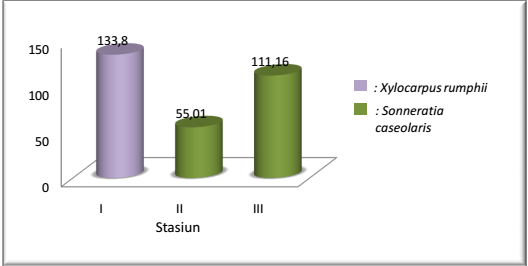 133,8
150
111,16
100
55,01
50
0
I II III
Stasiun
: Xylocarpus rumphii
: Sonneratia
caseolaris